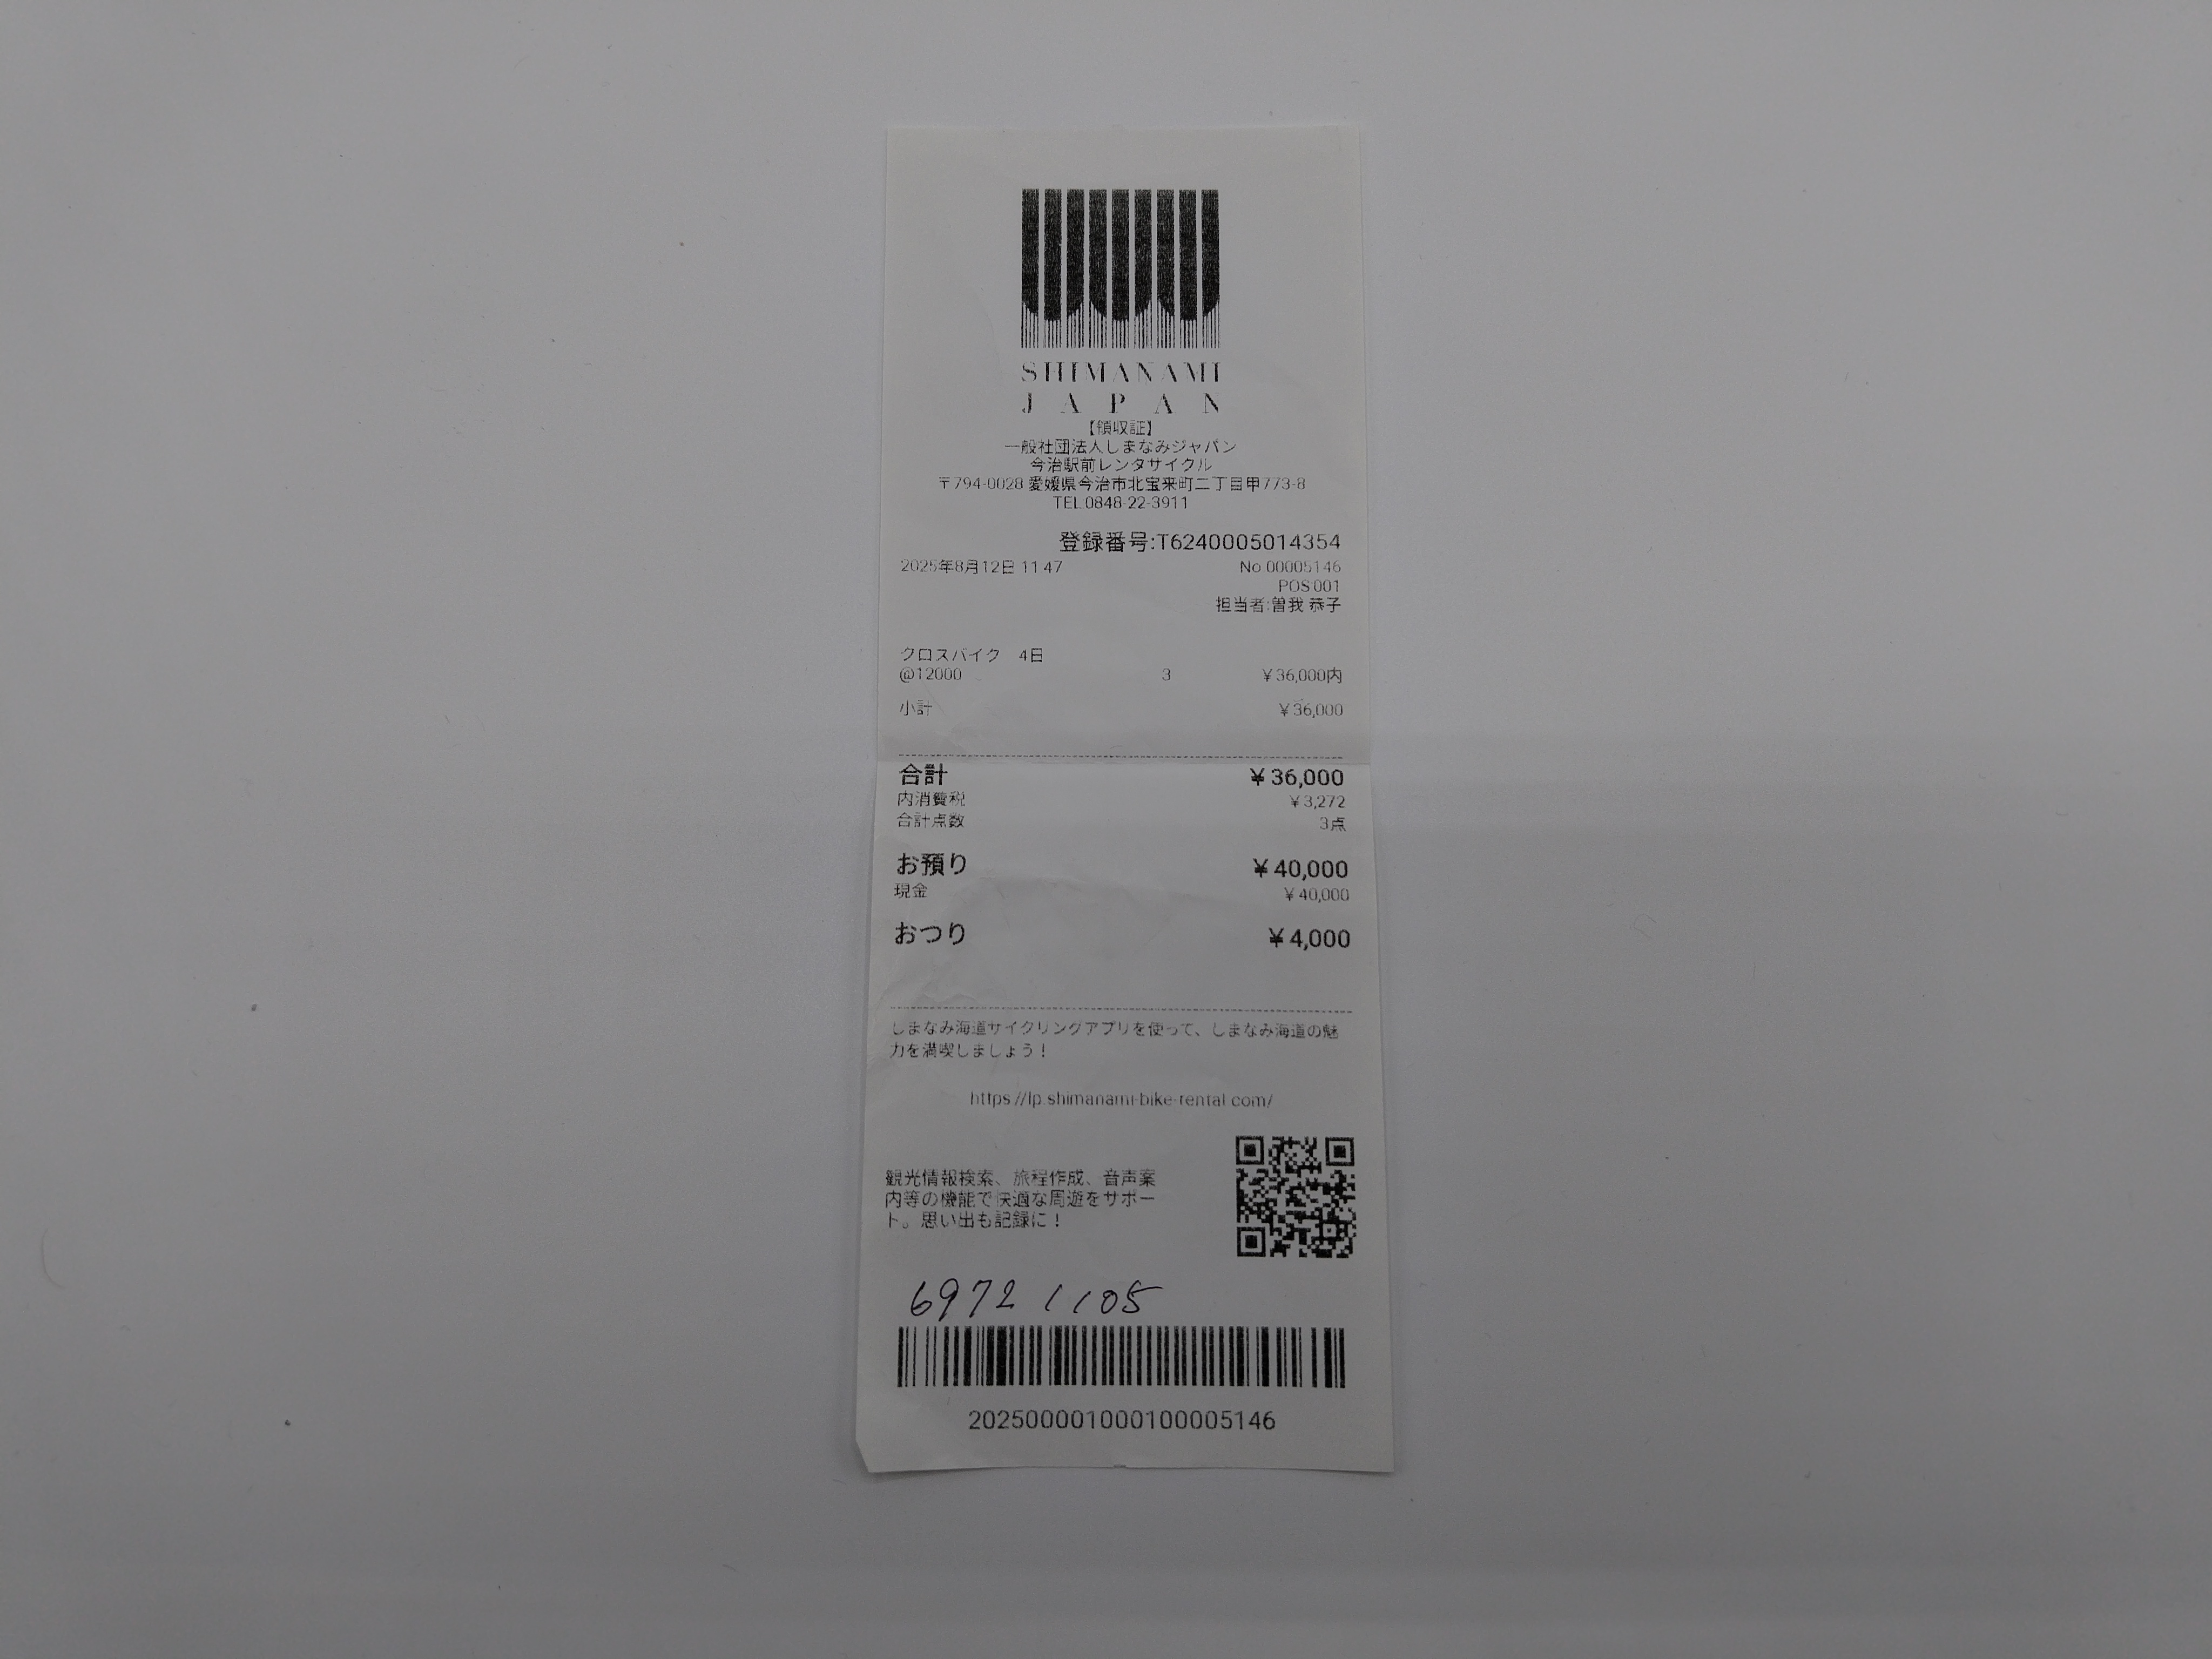 SHIMANAMI
JAPAN
【領収証】
一般社団法人しまなみジャパン
今治駅前レンタサイクル
〒794-0028 愛媛県今治市北宝来町二丁目甲773-8
TEL.0848-22-3911
登録番号:T6240005014354
2025年8月12日 11:47 No.00005146
POS:001
担当者:曽我 恭子
クロスバイク 4日
@12000 3 ¥36,000内
小計 ¥36,000
合計 ¥36,000
内消費税 ¥3,272
合計点数 3点
お預り ¥40,000
現金 ¥40,000
おつり ¥4,000
しまなみ海道サイクリングアプリを使って、しまなみ海道の魅
力を満喫しましょう！
https://lp.shimanami-bike-rental.com/
観光情報検索、旅程作成、音声案
内等の機能で快適な周遊をサポー
ト。思い出も記録に！
6972 1105
202500001000100005146